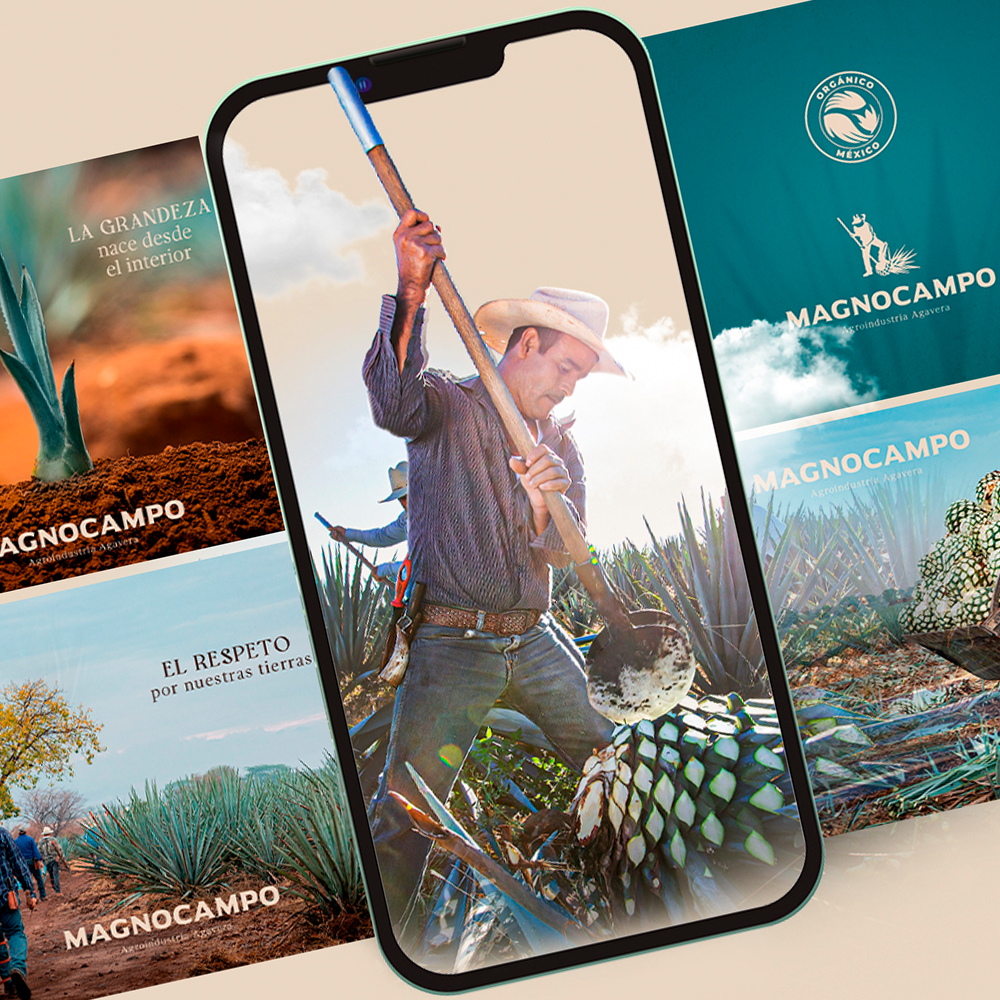 LA GRANDEZA
nace desde
el interior
AGNOCAMPO
Agroindustria Agavera
EL RESPETO
por nuestras tierras
MAGNOCAMPO
Agroindustria Agavera
ORGÁNICO
MÉXICO
MAGNOCAMPO
Agroindustria Agavera
MAGNOCAMPO
Agroindustria Agavera